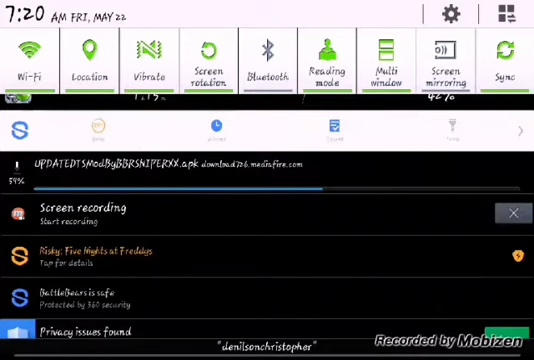 7:20 AM FRI, MAY 22
Wi-Fi
Location
Vibrate
Screen rotation
Bluetooth
Reading mode
Multi window
Screen mirroring
Sync
UPDATEDTSModByBBRSNIPERXX.apk download726.mediafire.com
59%
Screen recording
Start recording
Risky: Five Nights at Freddys
Tap for details
BattleBears is safe
Protected by 360 security
Privacy issues found
"denilsonchristopher"
Recorded by Mobizen